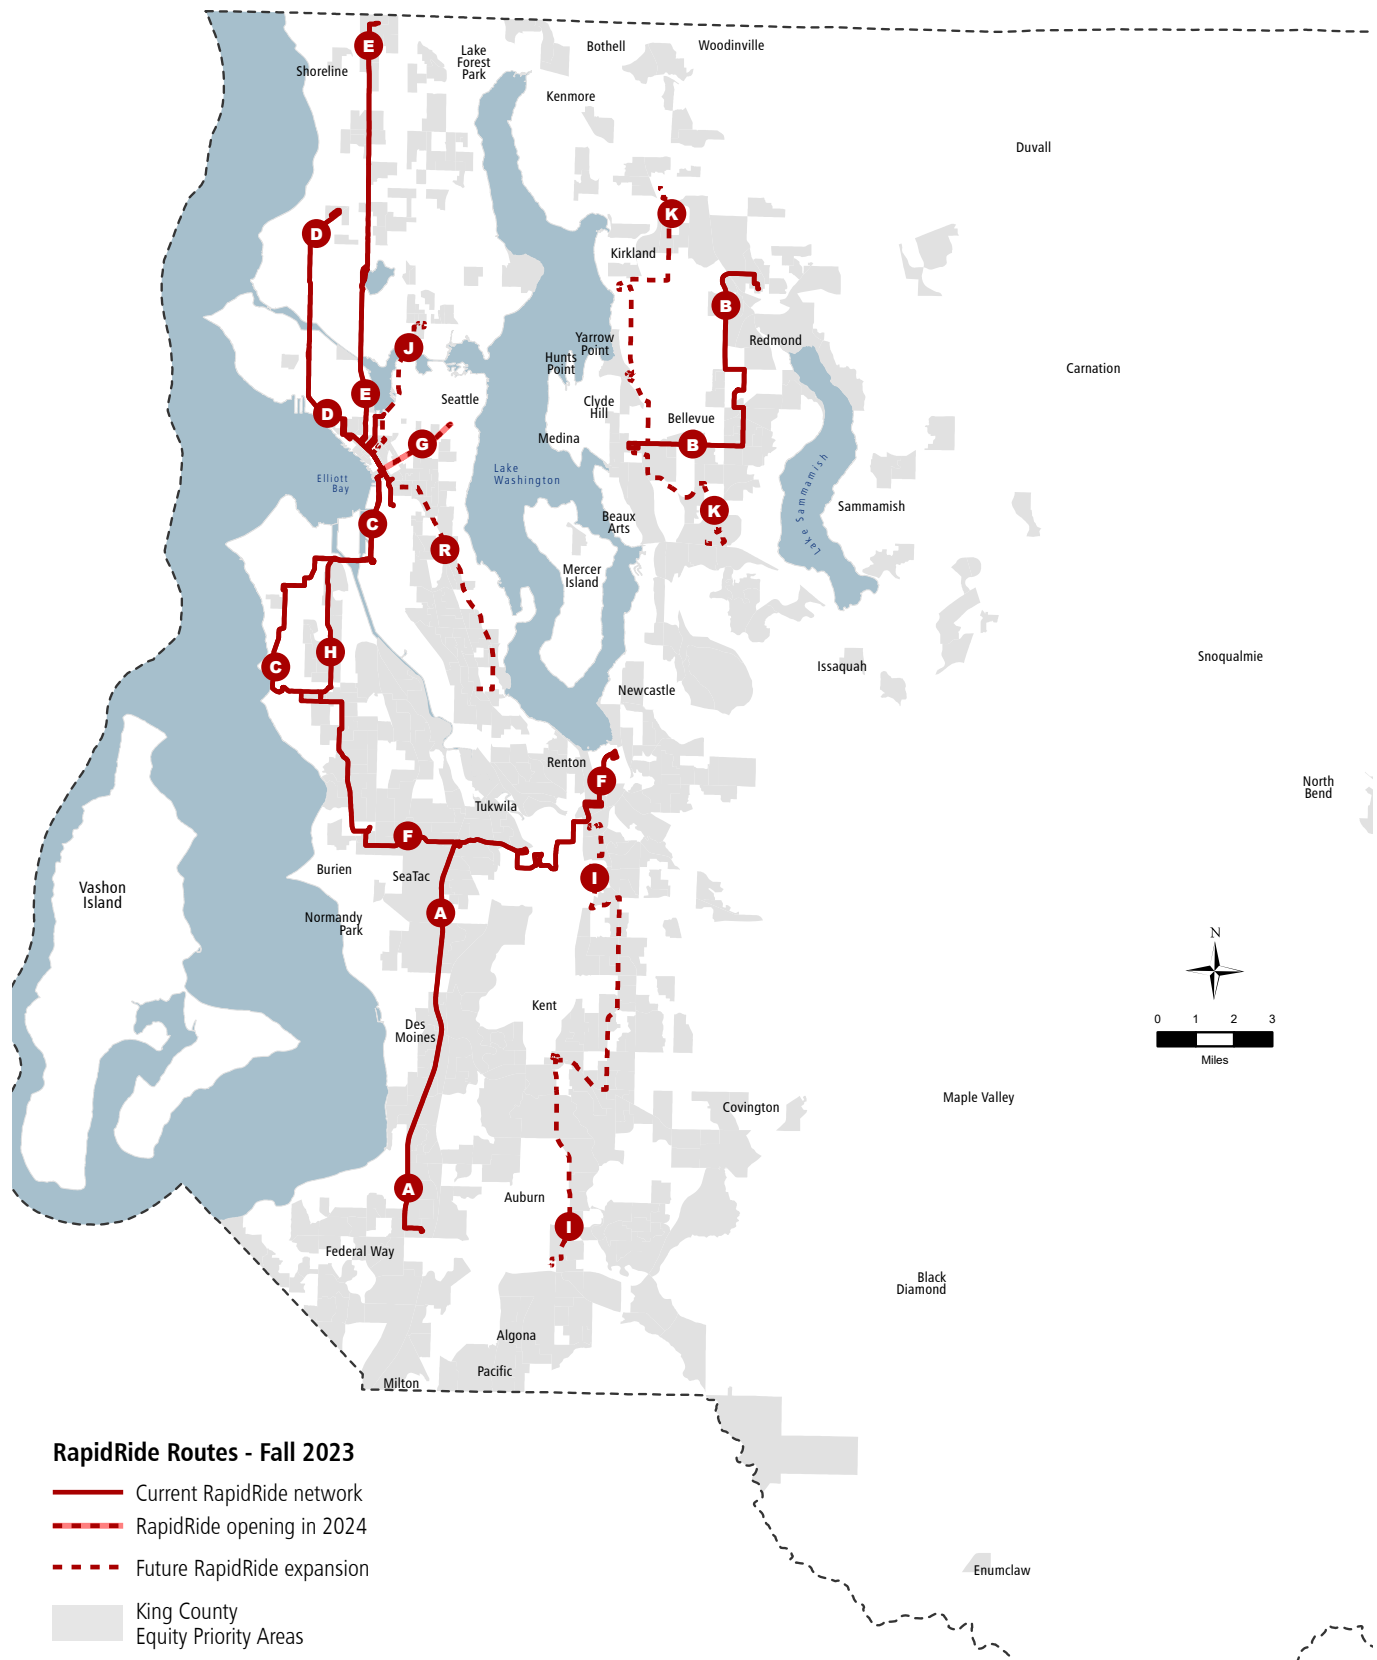 E
Shoreline
Lake
Forest
Park
Bothell
Woodinville
Kenmore
Duvall
K
D
Kirkland
B
J
Yarrow
Point
Redmond
Hunts
Point
Carnation
E
Seattle
Clyde
Hill
D
Bellevue
G
Medina
B
Elliott
Bay
Lake
Washington
Lake Sammamish
Sammamish
K
C
Beaux
Arts
R
Mercer
Island
H
C
Issaquah
Snoqualmie
Newcastle
Renton
F
North
Bend
Tukwila
F
Burien
SeaTac
I
Vashon
Island
A
Normandy
Park
N
Kent
Des
Moines
0 1 2 3
Miles
Maple Valley
Covington
A
Auburn
I
Federal Way
Black
Diamond
Algona
Pacific
Milton
RapidRide Routes - Fall 2023
Current RapidRide network
RapidRide opening in 2024
Future RapidRide expansion
King County
Equity Priority Areas
Enumclaw